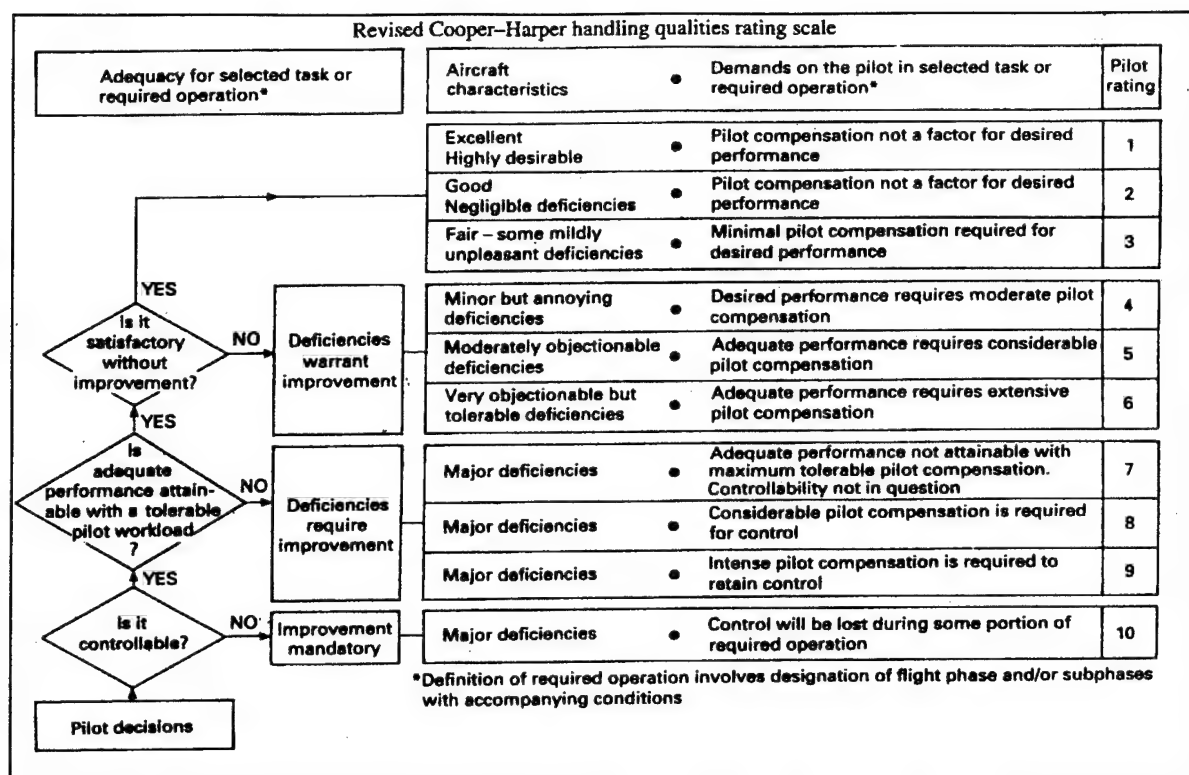 Revised Cooper–Harper handling qualities rating scale
Adequacy for selected task or
required operation*
Aircraft
characteristics
●
Demands on the pilot in selected task or
required operation*
Pilot
rating
Excellent
Highly desirable
●
Pilot compensation not a factor for desired
performance
1
Good
Negligible deficiencies
●
Pilot compensation not a factor for desired
performance
2
Fair – some mildly
unpleasant deficiencies
●
Minimal pilot compensation required for
desired performance
3
YES
Is it
satisfactory
without
improvement?
NO
Deficiencies
warrant
improvement
Minor but annoying
deficiencies
●
Desired performance requires moderate pilot
compensation
4
Moderately objectionable
deficiencies
●
Adequate performance requires considerable
pilot compensation
5
Very objectionable but
tolerable deficiencies
●
Adequate performance requires extensive
pilot compensation
6
YES
Is
adequate
performance attain-
able with a tolerable
pilot workload
?
NO
Deficiencies
require
improvement
Major deficiencies
●
Adequate performance not attainable with
maximum tolerable pilot compensation.
Controllability not in question
7
Major deficiencies
●
Considerable pilot compensation is required
for control
8
Major deficiencies
●
Intense pilot compensation is required to
retain control
9
YES
Is it
controllable?
NO
Improvement
mandatory
Major deficiencies
●
Control will be lost during some portion of
required operation
10
Pilot decisions
*Definition of required operation involves designation of flight phase and/or subphases
with accompanying conditions